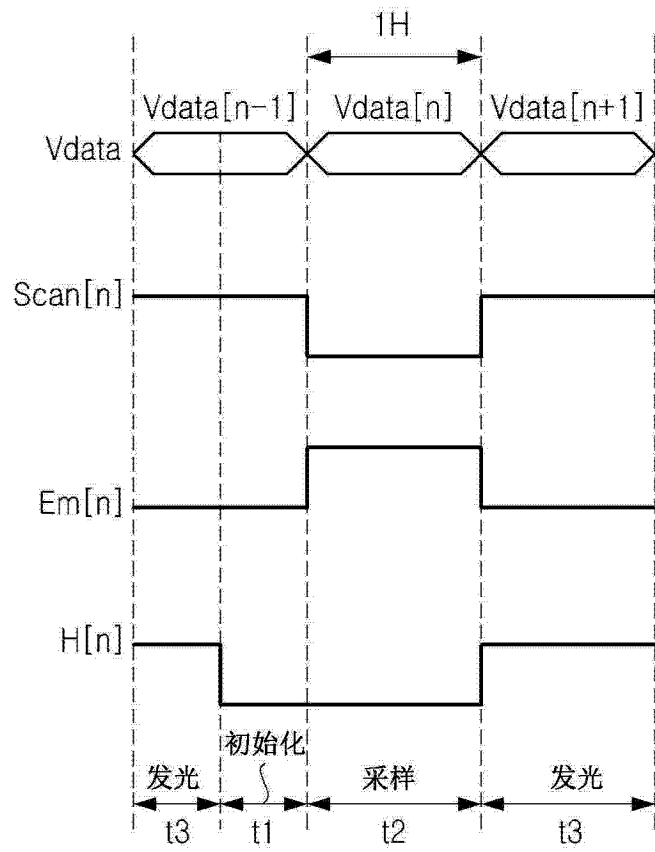 1H
Vdata[n-1] Vdata[n] Vdata[n+1]
Vdata
Scan[n]
Em[n]
H[n]
发光 初始化 采样 发光
t3 t1 t2 t3